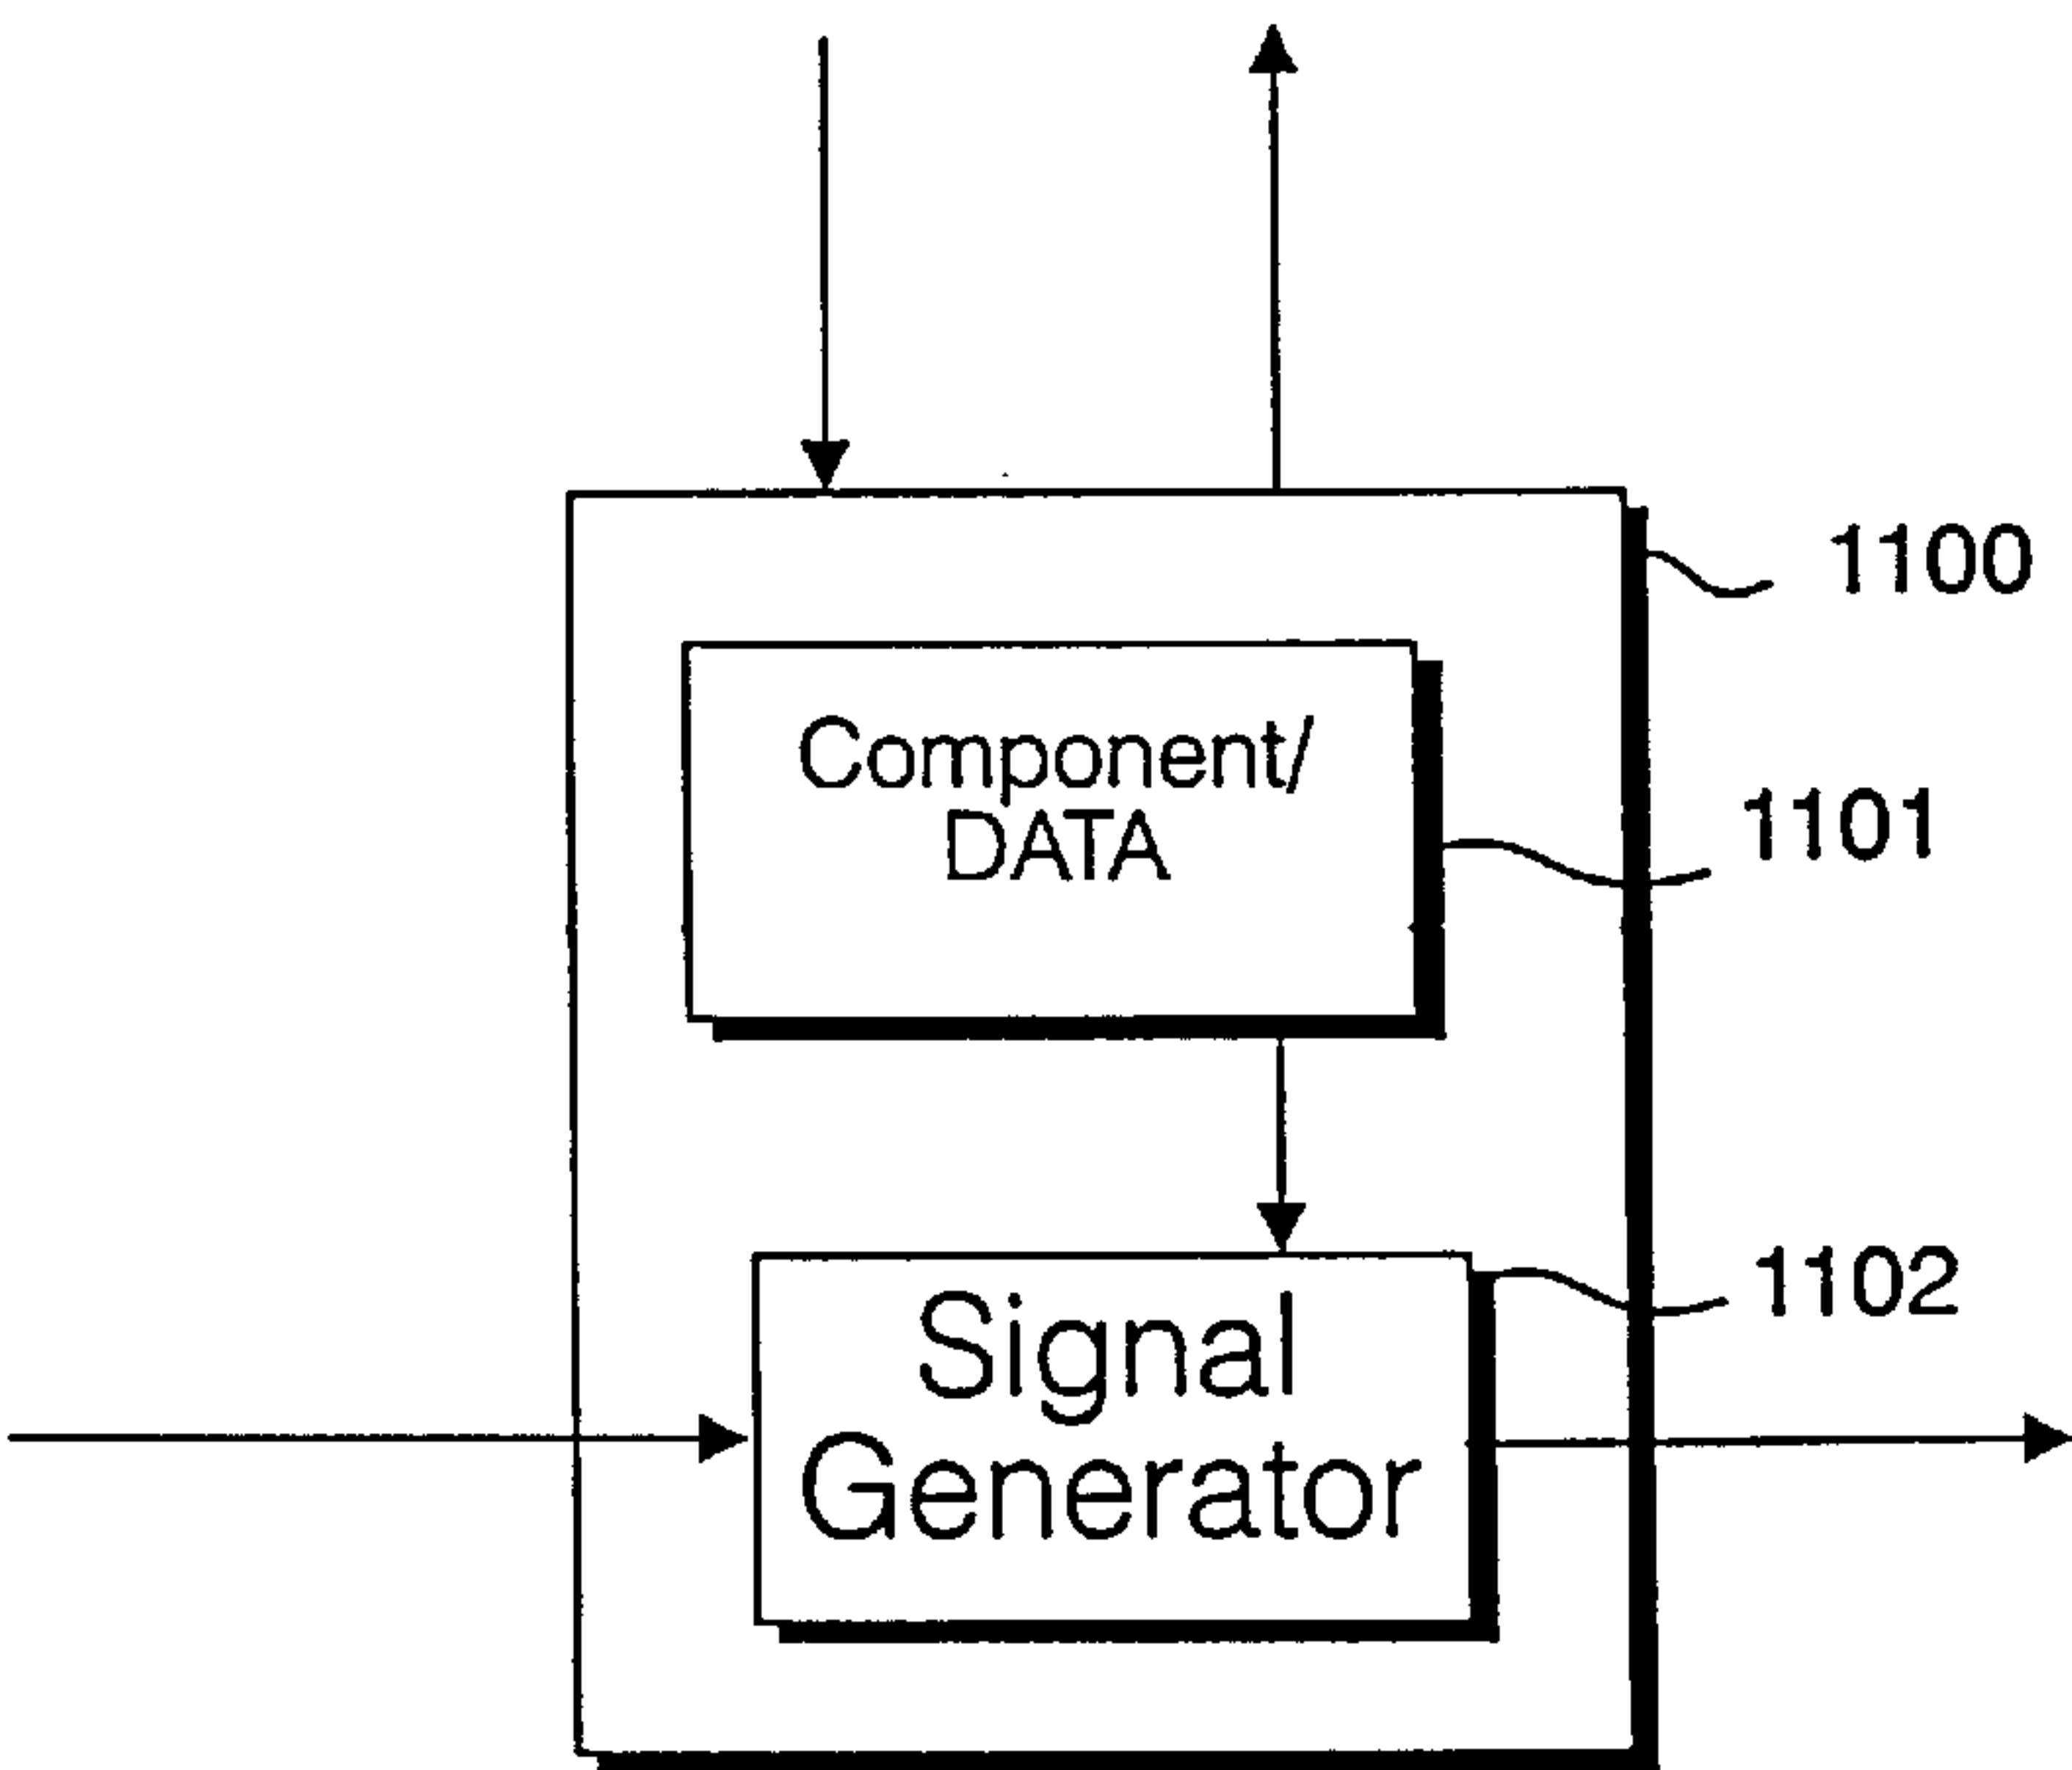 1100
Component/
DATA
1101
1102
Signal
Generator